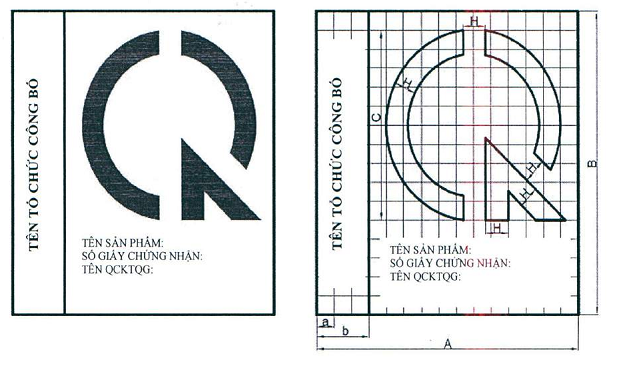 TÊN TỔ CHỨC CÔNG BỐ
TÊN SẢN PHẨM:
SỐ GIẤY CHỨNG NHẬN:
TÊN QCKTQG:
TÊN TỔ CHỨC CÔNG BỐ
H
H
C
H
H
H
B
TÊN SẢN PHẨM:
SỐ GIẤY CHỨNG NHẬN:
TÊN QCKTQG:
a
b
A